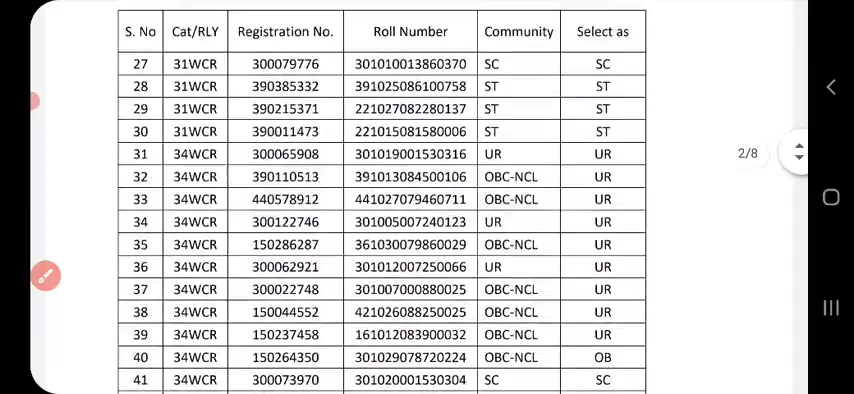 S. No Cat/RLY Registration No. Roll Number Community Select as
27 31WCR 300079776 301010013860370 SC SC
28 31WCR 390385332 391025086100758 ST ST
29 31WCR 390215371 221027082280137 ST ST
30 31WCR 390011473 221015081580006 ST ST
31 34WCR 300065908 301019001530316 UR UR
32 34WCR 390110513 391013084500106 OBC-NCL UR
33 34WCR 440578912 441027079460711 OBC-NCL UR
34 34WCR 300122746 301005007240123 UR UR
35 34WCR 150286287 361030079860029 OBC-NCL UR
36 34WCR 300062921 301012007250066 UR UR
37 34WCR 300022748 301007000880025 OBC-NCL UR
38 34WCR 150044552 421026088250025 OBC-NCL UR
39 34WCR 150237458 161012083900032 OBC-NCL UR
40 34WCR 150264350 301029078720224 OBC-NCL OB
41 34WCR 300073970 301020001530304 SC SC
2/8